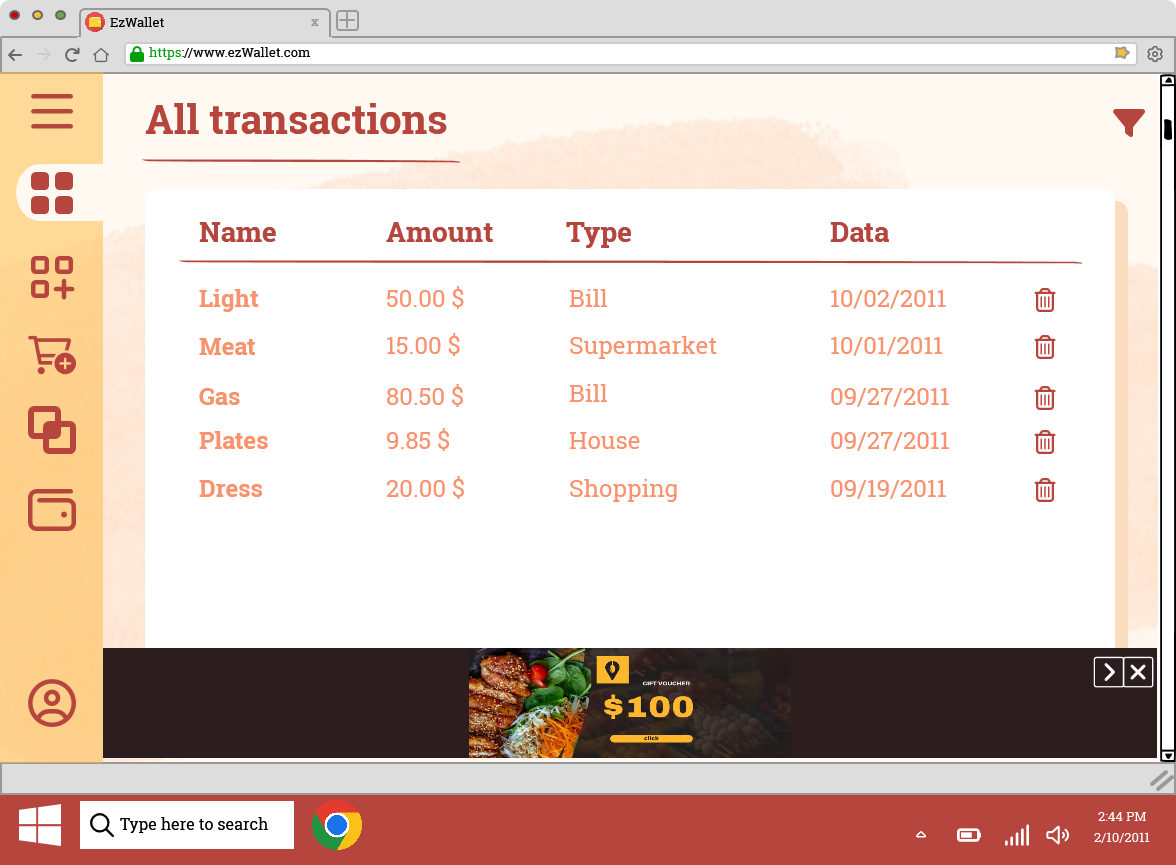 EzWallet x
https://www.ezWallet.com
All transactions
Name Amount Type Data
Light 50.00 $ Bill 10/02/2011
Meat 15.00 $ Supermarket 10/01/2011
Gas 80.50 $ Bill 09/27/2011
Plates 9.85 $ House 09/27/2011
Dress 20.00 $ Shopping 09/19/2011
GIFT VOUCHER
$100
click
Type here to search
2:44 PM
2/10/2011